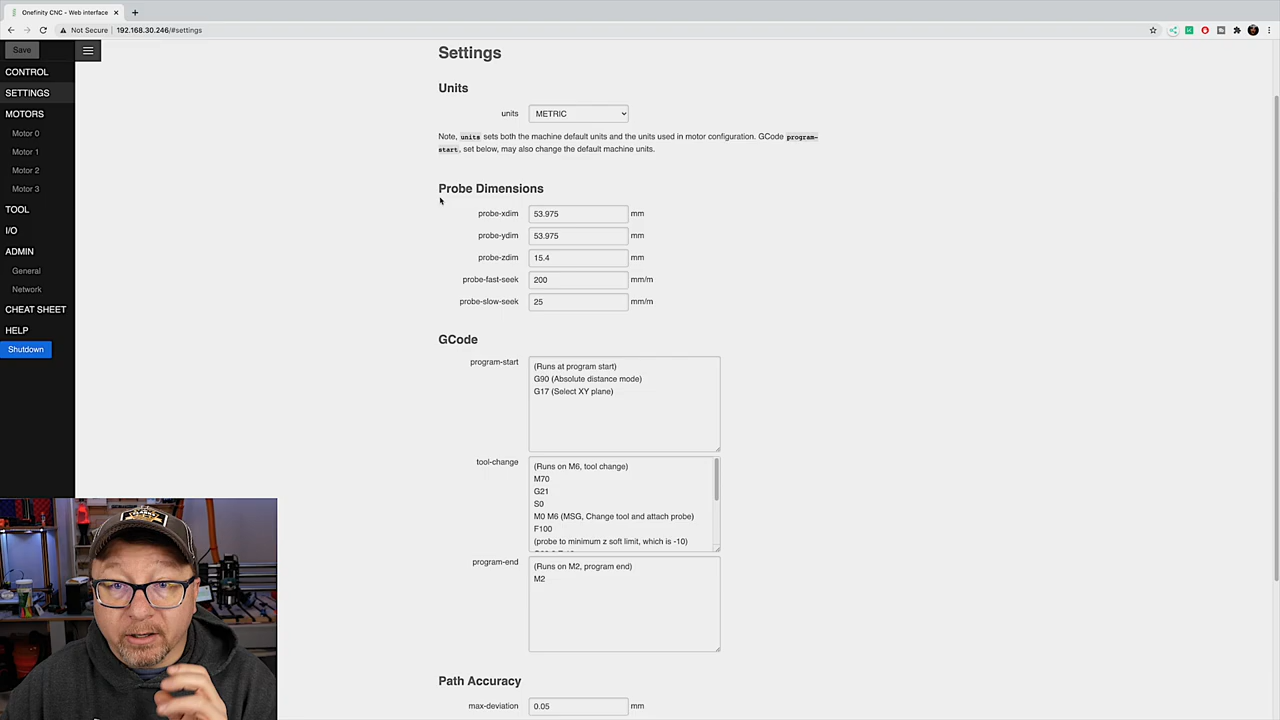 Onefinity CNC - Web interface
Not Secure
192.168.30.246/#settings
Save
CONTROL
SETTINGS
MOTORS
Motor 0
Motor 1
Motor 2
Motor 3
TOOL
I/O
ADMIN
General
Network
CHEAT SHEET
HELP
Shutdown
Settings
Units
units
METRIC
Note, units sets both the machine default units and the units used in motor configuration. GCode program-
start, set below, may also change the default machine units.
Probe Dimensions
probe-xdim 53.975 mm
probe-ydim 53.975 mm
probe-zdim 15.4 mm
probe-fast-seek 200 mm/m
probe-slow-seek 25 mm/m
GCode
program-start
(Runs at program start)
G90 (Absolute distance mode)
G17 (Select XY plane)
tool-change
(Runs on M6, tool change)
M70
G21
S0
M0 M6 (MSG, Change tool and attach probe)
F100
(probe to minimum z soft limit, which is -10)
program-end
(Runs on M2, program end)
M2
Path Accuracy
max-deviation 0.05 mm